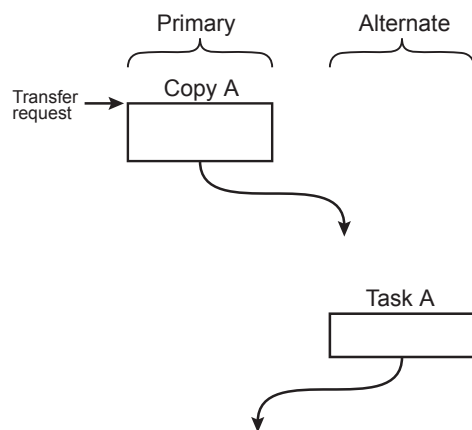 Primary
Alternate
Copy A
Transfer
request
Task A